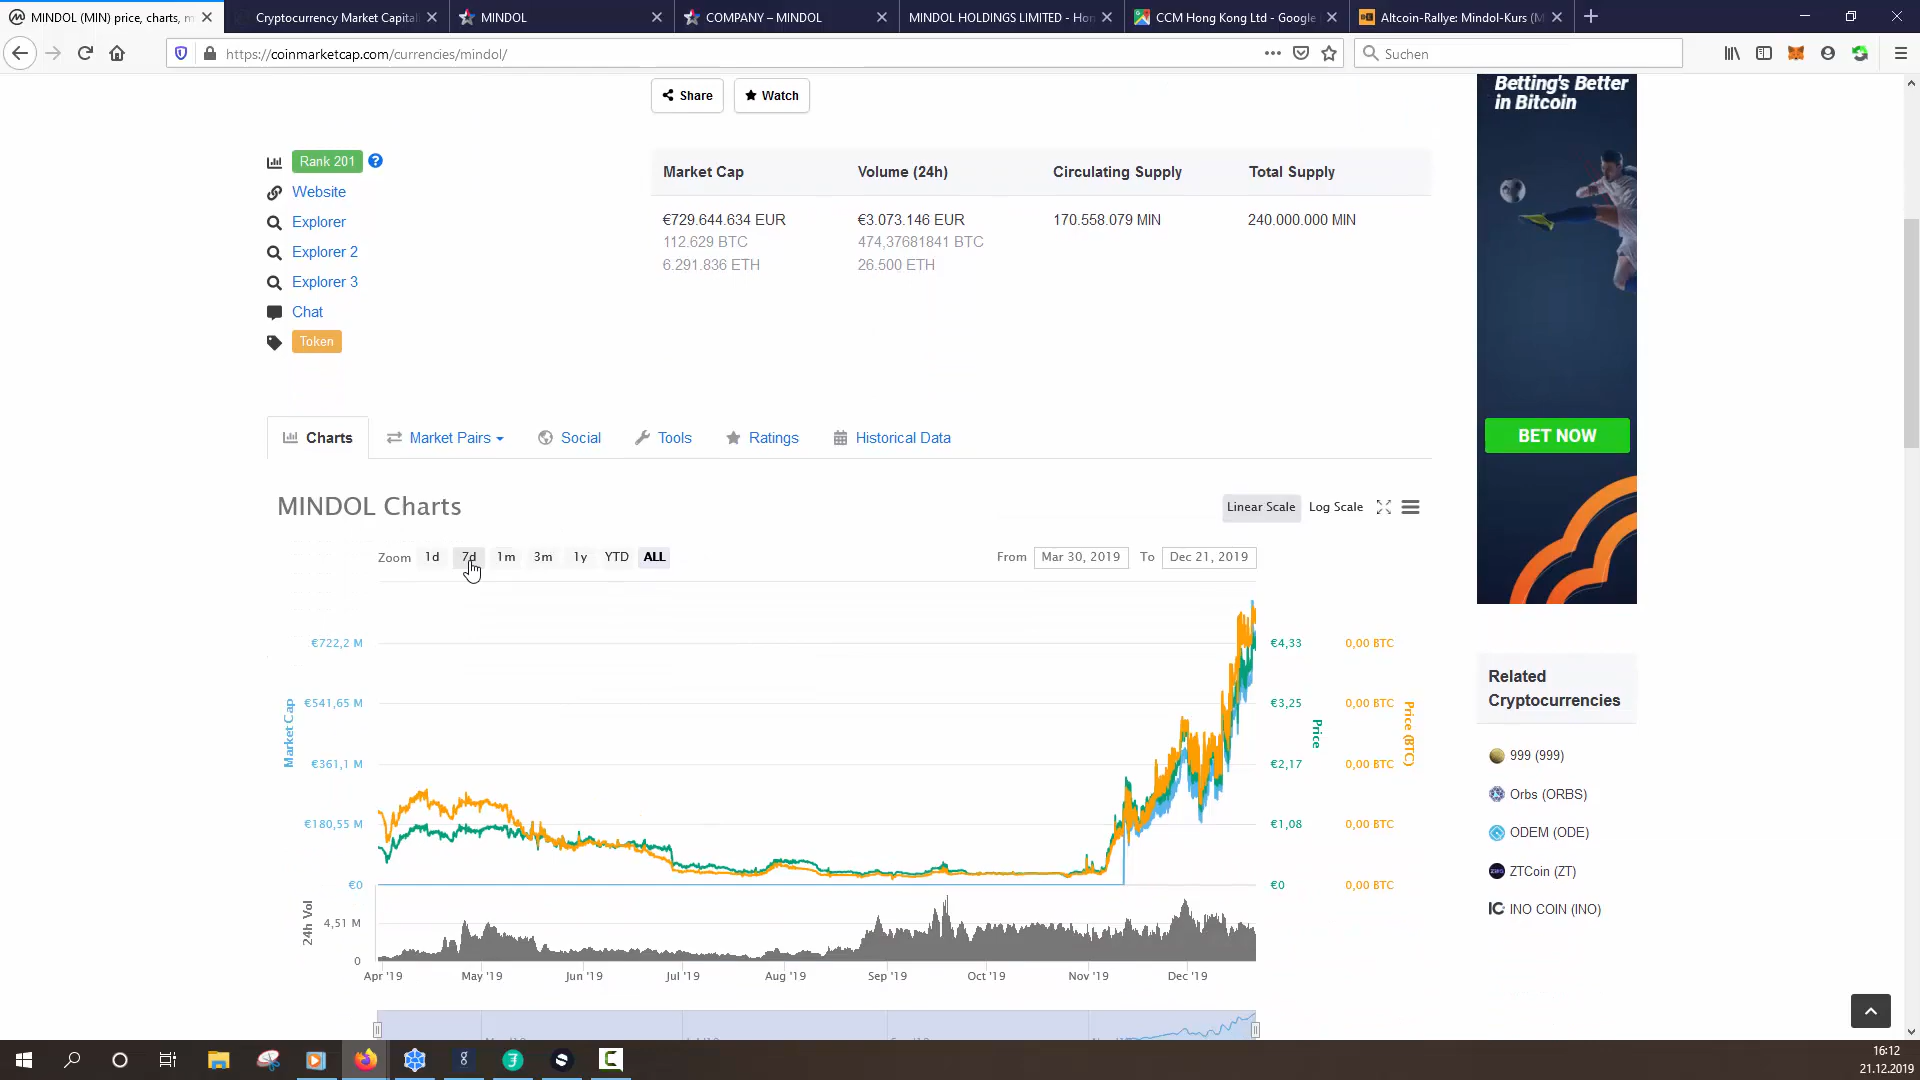 MINDOL (MIN) price, charts, m
Cryptocurrency Market Capital
MINDOL
COMPANY – MINDOL
MINDOL HOLDINGS LIMITED - Hon
CCM Hong Kong Ltd - Google
Altcoin-Rallye: Mindol-Kurs (M
https://coinmarketcap.com/currencies/mindol/
Suchen
Share
Watch
Betting's Better
in Bitcoin
Rank 201
Website
Explorer
Explorer 2
Explorer 3
Chat
Token
Market Cap
Volume (24h)
Circulating Supply
Total Supply
€729.644.634 EUR
€3.073.146 EUR
170.558.079 MIN
240.000.000 MIN
112.629 BTC
474,37681841 BTC
6.291.836 ETH
26.500 ETH
BET NOW
Charts
Market Pairs
Social
Tools
Ratings
Historical Data
MINDOL Charts
Linear Scale
Log Scale
Zoom 1d 7d 1m 3m 1y YTD ALL
From Mar 30, 2019 To Dec 21, 2019
€722,2 M
€541,65 M
€361,1 M
€180,55 M
€0
Market Cap
€4,33
€3,25
€2,17
€1,08
€0
Price
0,00 BTC
0,00 BTC
0,00 BTC
0,00 BTC
0,00 BTC
Price (BTC)
24h Vol
4,51 M
0
Apr '19 May '19 Jun '19 Jul '19 Aug '19 Sep '19 Oct '19 Nov '19 Dec '19
Related
Cryptocurrencies
999 (999)
Orbs (ORBS)
ODEM (ODE)
ZTCoin (ZT)
INO COIN (INO)
16:12
21.12.2019